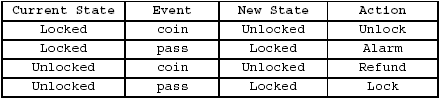 Current State Event New State Action
Locked coin Unlocked Unlock
Locked pass Locked Alarm
Unlocked coin Unlocked Refund
Unlocked pass Locked Lock